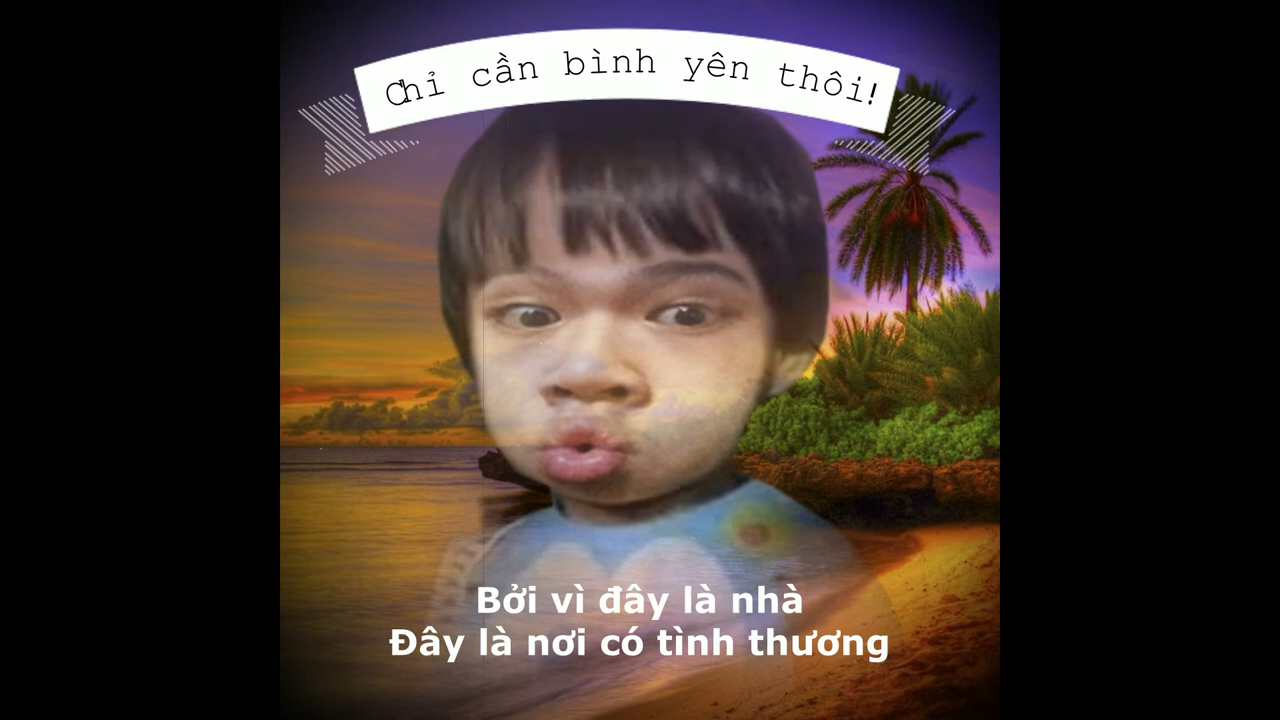 Chỉ cần bình yên thôi!
Bởi vì đây là nhà
Đây là nơi có tình thương